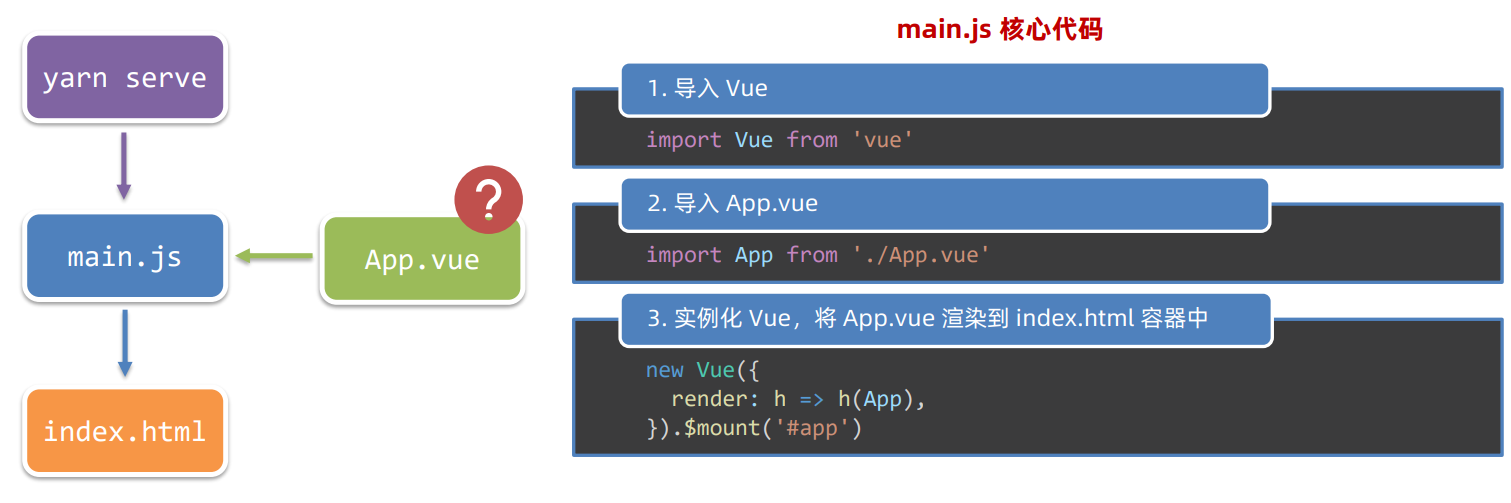 yarn serve
main.js
?
App.vue
index.html
main.js 核心代码
1. 导入 Vue
import Vue from 'vue'
2. 导入 App.vue
import App from './App.vue'
3. 实例化 Vue，将 App.vue 渲染到 index.html 容器中
new Vue({
  render: h => h(App),
}).$mount('#app')